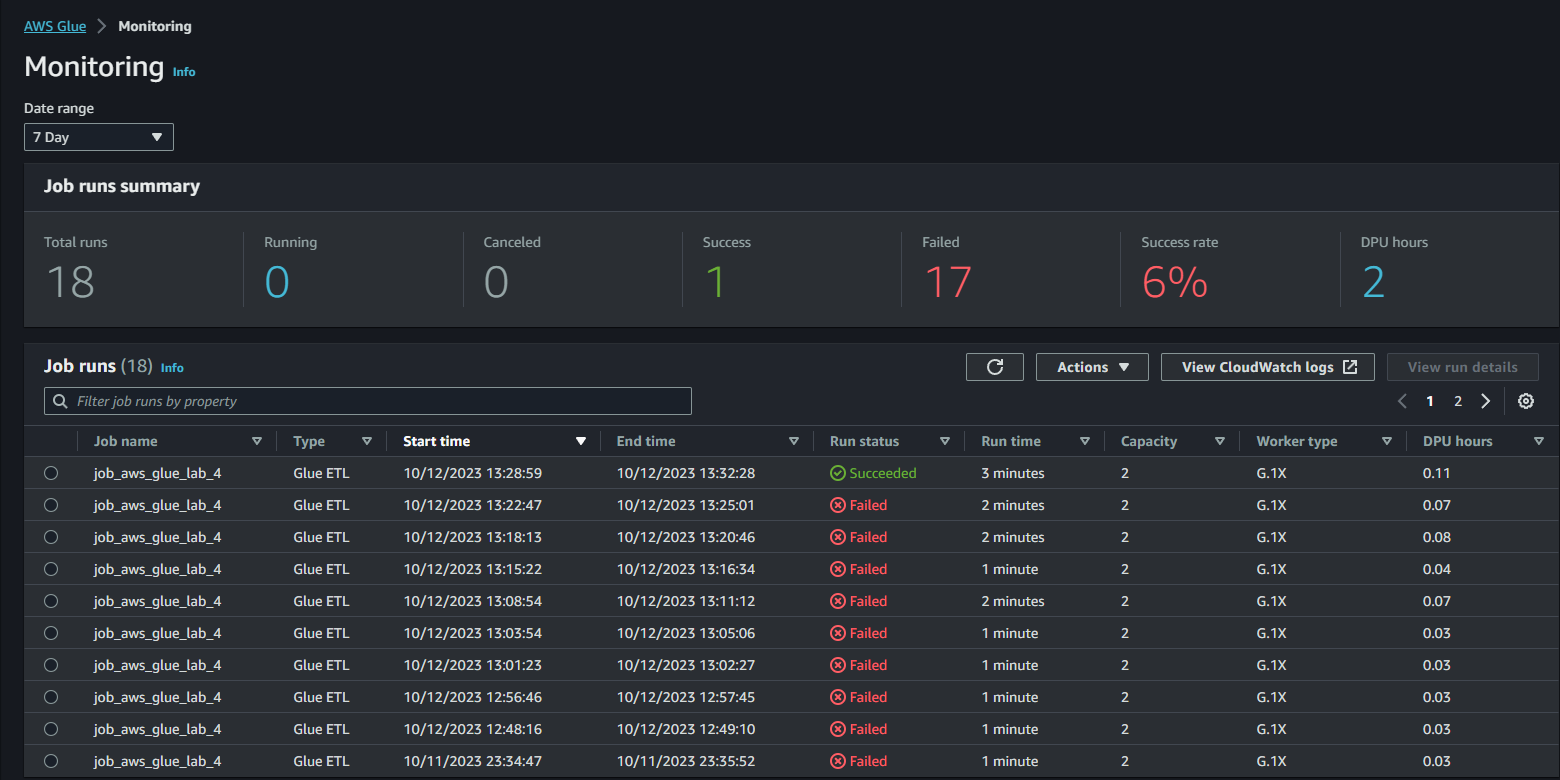 AWS Glue > Monitoring
Monitoring Info
Date range
7 Day
Job runs summary
Total runs Running Canceled Success Failed Success rate DPU hours
18 0 0 1 17 6% 2
Job runs (18) Info Actions View CloudWatch logs View run details
Filter job runs by property 1 2
Job name Type Start time End time Run status Run time Capacity Worker type DPU hours
job_aws_glue_lab_4 Glue ETL 10/12/2023 13:28:59 10/12/2023 13:32:28 Succeeded 3 minutes 2 G.1X 0.11
job_aws_glue_lab_4 Glue ETL 10/12/2023 13:22:47 10/12/2023 13:25:01 Failed 2 minutes 2 G.1X 0.07
job_aws_glue_lab_4 Glue ETL 10/12/2023 13:18:13 10/12/2023 13:20:46 Failed 2 minutes 2 G.1X 0.08
job_aws_glue_lab_4 Glue ETL 10/12/2023 13:15:22 10/12/2023 13:16:34 Failed 1 minute 2 G.1X 0.04
job_aws_glue_lab_4 Glue ETL 10/12/2023 13:08:54 10/12/2023 13:11:12 Failed 2 minutes 2 G.1X 0.07
job_aws_glue_lab_4 Glue ETL 10/12/2023 13:03:54 10/12/2023 13:05:06 Failed 1 minute 2 G.1X 0.03
job_aws_glue_lab_4 Glue ETL 10/12/2023 13:01:23 10/12/2023 13:02:27 Failed 1 minute 2 G.1X 0.03
job_aws_glue_lab_4 Glue ETL 10/12/2023 12:56:46 10/12/2023 12:57:45 Failed 1 minute 2 G.1X 0.03
job_aws_glue_lab_4 Glue ETL 10/12/2023 12:48:16 10/12/2023 12:49:10 Failed 1 minute 2 G.1X 0.03
job_aws_glue_lab_4 Glue ETL 10/11/2023 23:34:47 10/11/2023 23:35:52 Failed 1 minute 2 G.1X 0.03